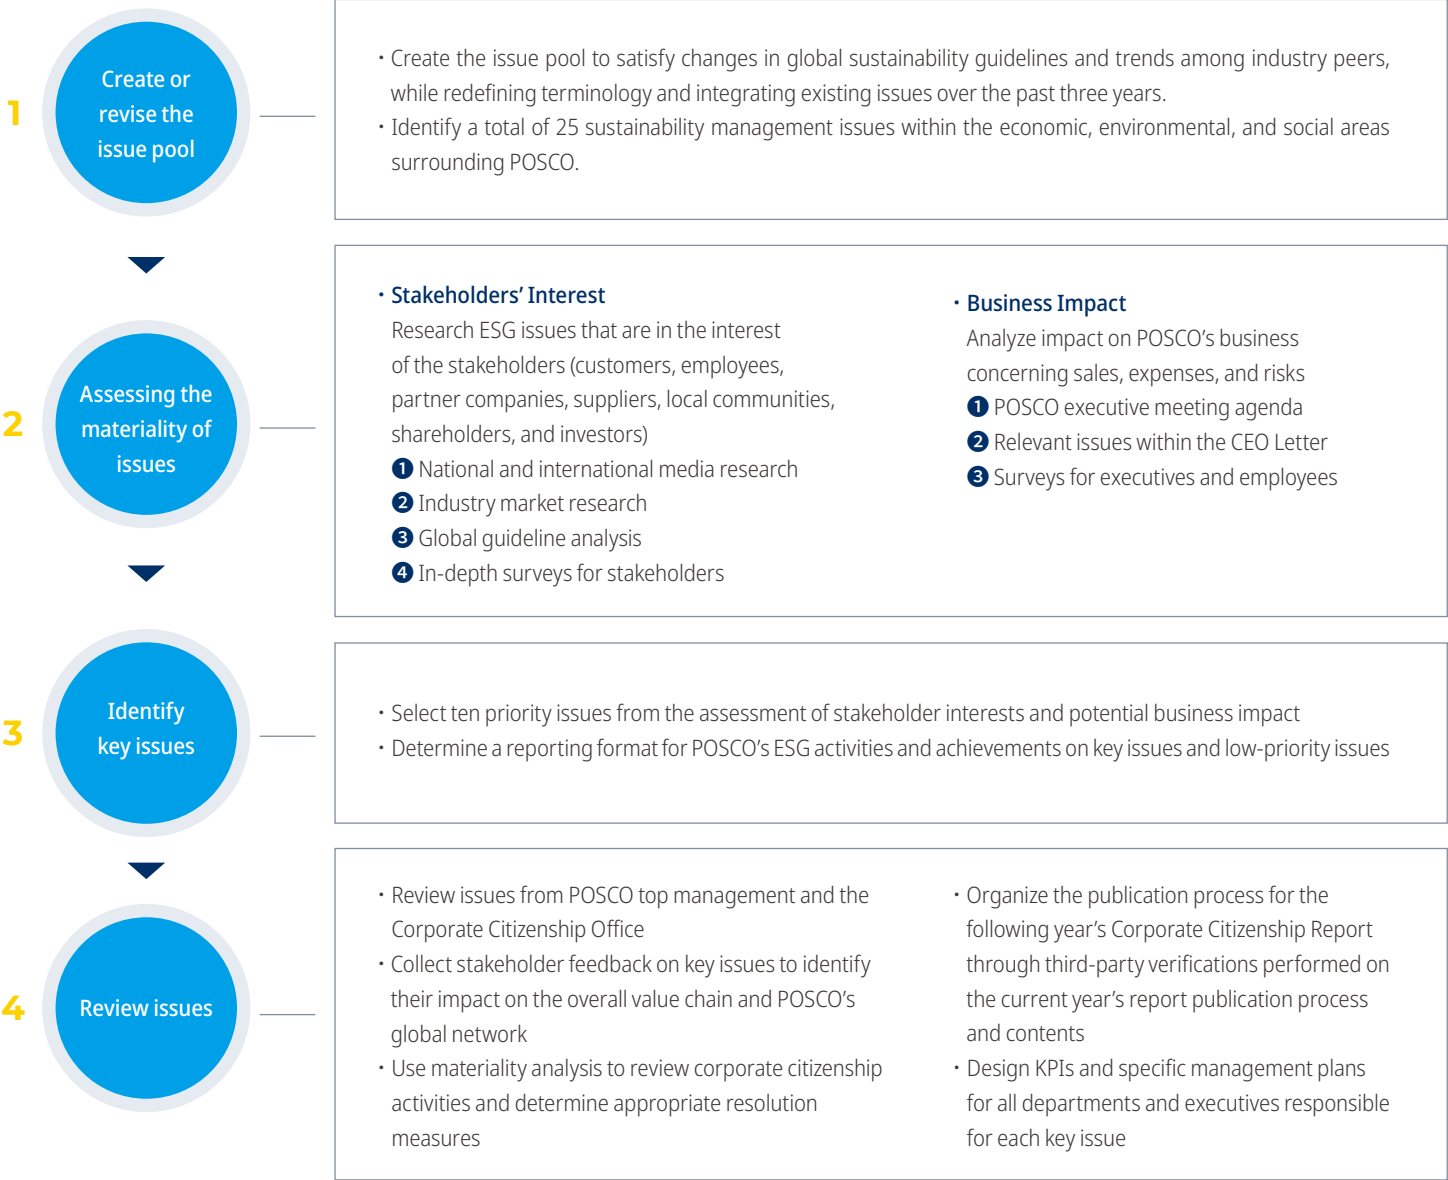 1
Create or
revise the
issue pool
· Create the issue pool to satisfy changes in global sustainability guidelines and trends among industry peers,
while redefining terminology and integrating existing issues over the past three years.
· Identify a total of 25 sustainability management issues within the economic, environmental, and social areas
surrounding POSCO.
2
Assessing the
materiality of
issues
· Stakeholders’ Interest
Research ESG issues that are in the interest
of the stakeholders (customers, employees,
partner companies, suppliers, local communities,
shareholders, and investors)
❶ National and international media research
❷ Industry market research
❸ Global guideline analysis
❹ In-depth surveys for stakeholders
· Business Impact
Analyze impact on POSCO’s business
concerning sales, expenses, and risks
❶ POSCO executive meeting agenda
❷ Relevant issues within the CEO Letter
❸ Surveys for executives and employees
3
Identify
key issues
· Select ten priority issues from the assessment of stakeholder interests and potential business impact
· Determine a reporting format for POSCO’s ESG activities and achievements on key issues and low-priority issues
4
Review issues
· Review issues from POSCO top management and the
Corporate Citizenship Office
· Collect stakeholder feedback on key issues to identify
their impact on the overall value chain and POSCO’s
global network
· Use materiality analysis to review corporate citizenship
activities and determine appropriate resolution
measures
· Organize the publication process for the
following year’s Corporate Citizenship Report
through third-party verifications performed on
the current year’s report publication process
and contents
· Design KPIs and specific management plans
for all departments and executives responsible
for each key issue